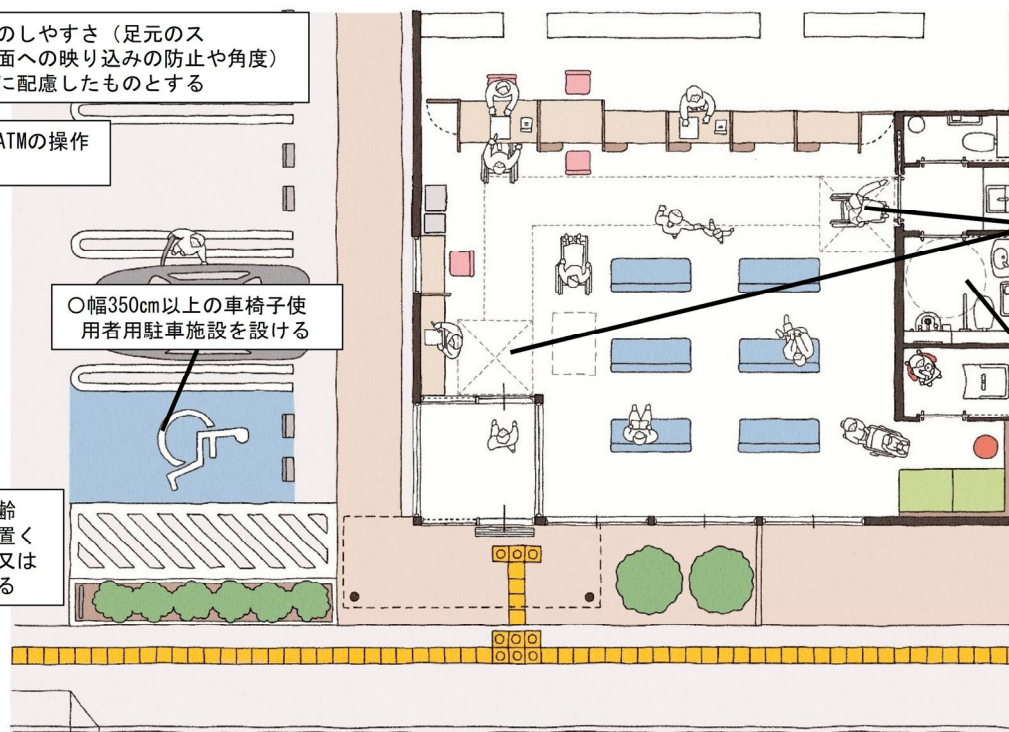 のしやすさ（足元のス
面への映り込みの防止や角度）
に配慮したものとする
ATMの操作
○幅350cm以上の車椅子使
用者用駐車施設を設ける
齢
置く
又は
る